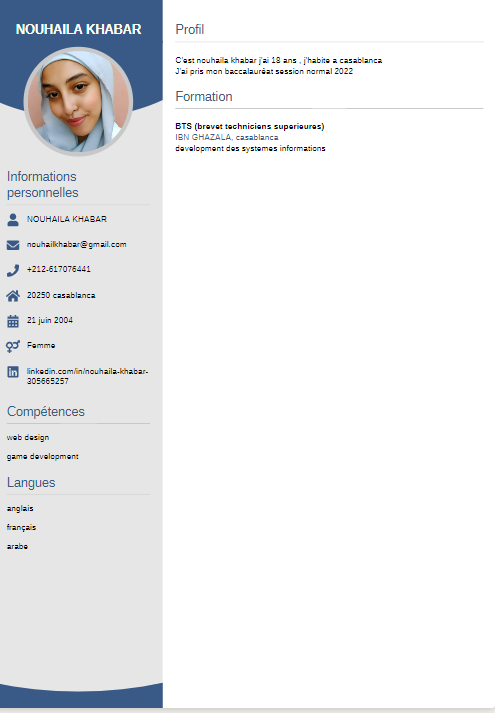 NOUHAILA KHABAR
Informations
personnelles
NOUHAILA KHABAR
nouhailkhabar@gmail.com
+212-617076441
20250 casablanca
21 juin 2004
Femme
linkedin.com/in/nouhaila-khabar-
305665257
Compétences
web design
game development
Langues
anglais
français
arabe
Profil
C'est nouhaila khabar j'ai 18 ans , j'habite a casablanca
J'ai pris mon baccalauréat session normal 2022
Formation
BTS (brevet techniciens superieures)
IBN GHAZALA, casablanca
development des systemes informations